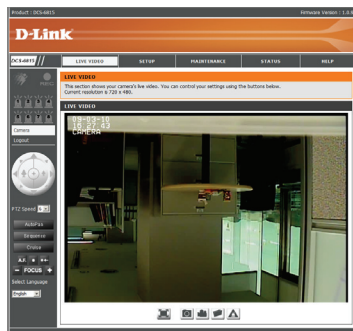 Product : DCS-6815
Firmware Version : 1.0.0
D-Link
DCS-6815
LIVE VIDEO
SETUP
MAINTENANCE
STATUS
HELP
LIVE VIDEO
This section shows your camera's live video. You can control your settings using the buttons below.
Current resolution is 720 x 480.
LIVE VIDEO
CAMERA
Camera
Logout
PTZ Speed
AutoPan
Sequence
Cruise
A.F.
FOCUS
Select Language
English